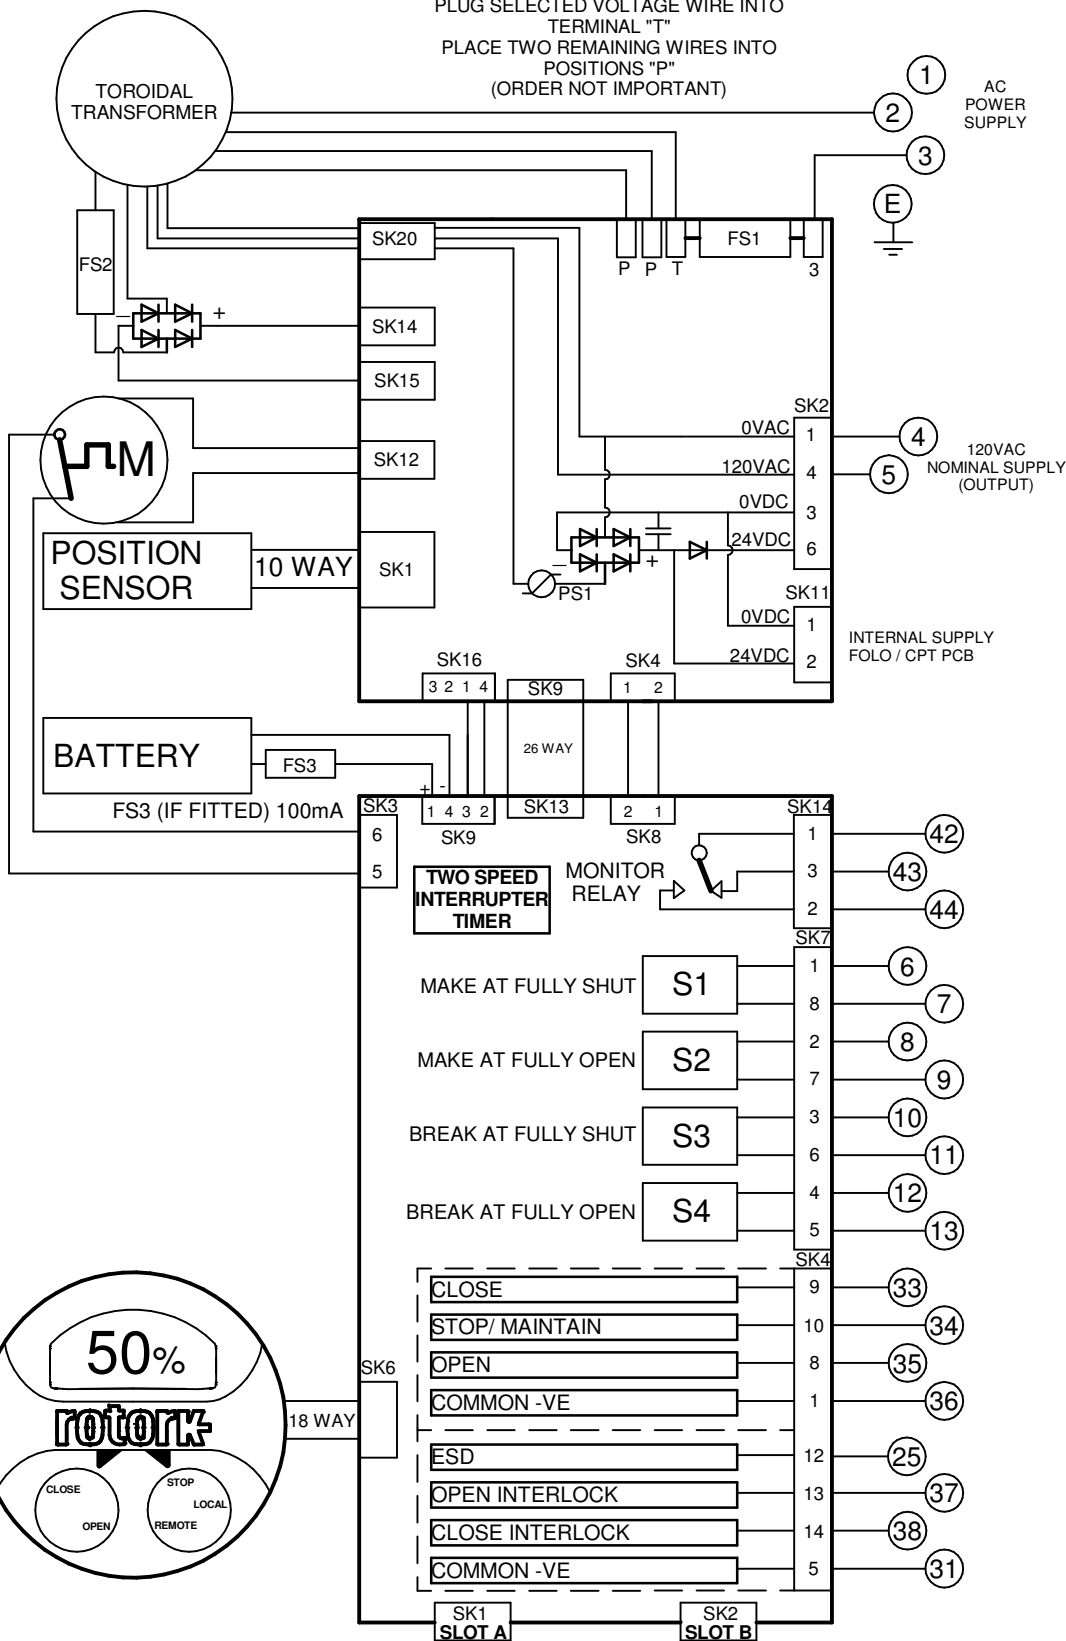 PLUG SELECTED VOLTAGE WIRE INTO
TERMINAL "T"
PLACE TWO REMAINING WIRES INTO
POSITIONS "P"
(ORDER NOT IMPORTANT)
TOROIDAL
TRANSFORMER
1
2
3
E
AC
POWER
SUPPLY
FS2
SK20
P P T
FS1
3
− +
SK14
SK15
M
SK12
POSITION
SENSOR
10 WAY
SK1
SK2
0VAC 1 4
120VAC 4 5
0VDC 3
24VDC 6
120VAC
NOMINAL SUPPLY
(OUTPUT)
− +
PS1
SK11
0VDC 1
24VDC 2
INTERNAL SUPPLY
FOLO / CPT PCB
SK16
3 2 1 4
SK9
SK4
1 2
BATTERY
FS3
26 WAY
FS3 (IF FITTED) 100mA
+ -
SK3
6
5
1 4 3 2
SK9
SK13
2 1
SK8
SK14
TWO SPEED
INTERRUPTER
TIMER
MONITOR
RELAY
1 42
3 43
2 44
SK7
MAKE AT FULLY SHUT S1
1 6
8 7
MAKE AT FULLY OPEN S2
2 8
7 9
BREAK AT FULLY SHUT S3
3 10
6 11
BREAK AT FULLY OPEN S4
4 12
5 13
SK4
CLOSE 9 33
STOP/ MAINTAIN 10 34
OPEN 8 35
COMMON -VE 1 36
ESD 12 25
OPEN INTERLOCK 13 37
CLOSE INTERLOCK 14 38
COMMON -VE 5 31
50%
rotork
CLOSE
OPEN
STOP
LOCAL
REMOTE
18 WAY
SK6
SK1
SLOT A
SK2
SLOT B